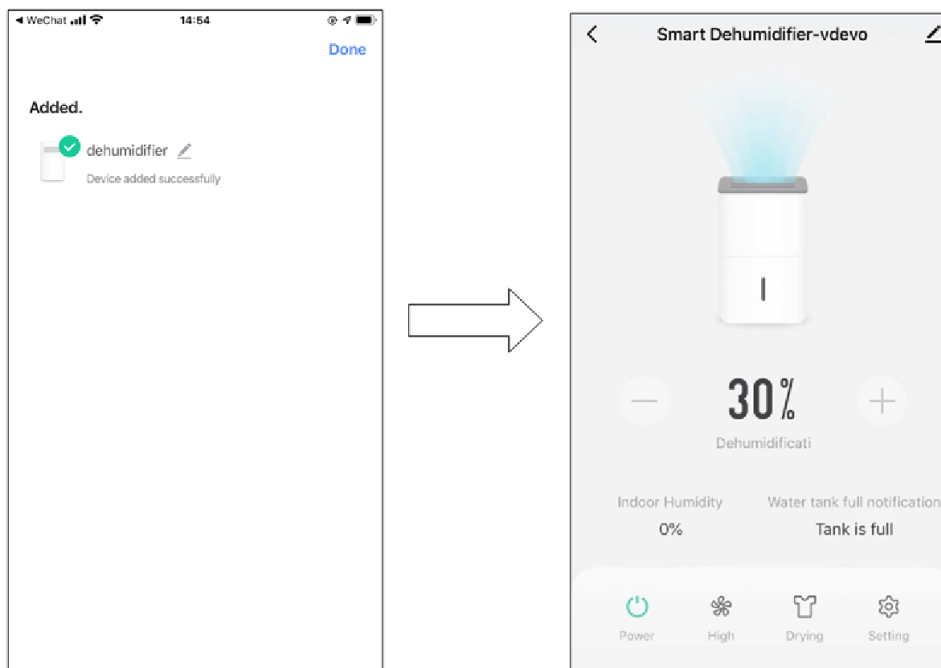 WeChat
14:54
Done
Added.
dehumidifier
Device added successfully
Smart Dehumidifier-vdevo
30%
Dehumidificati
Indoor Humidity
Water tank full notification
0%
Tank is full
Power
High
Drying
Setting